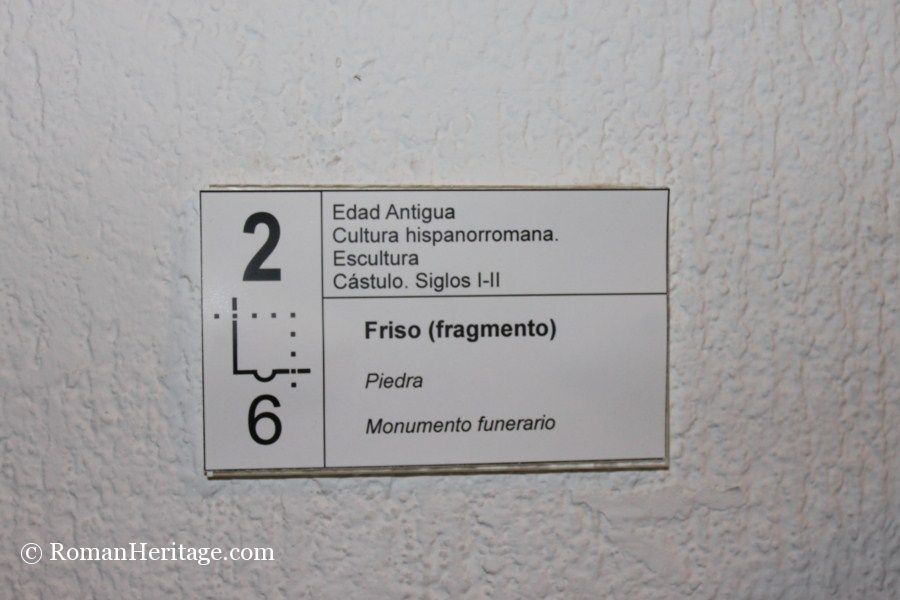 2
Edad Antigua
Cultura hispanorromana.
Escultura
Cástulo. Siglos I-II
Friso (fragmento)
Piedra
6
Monumento funerario
© RomanHeritage.com